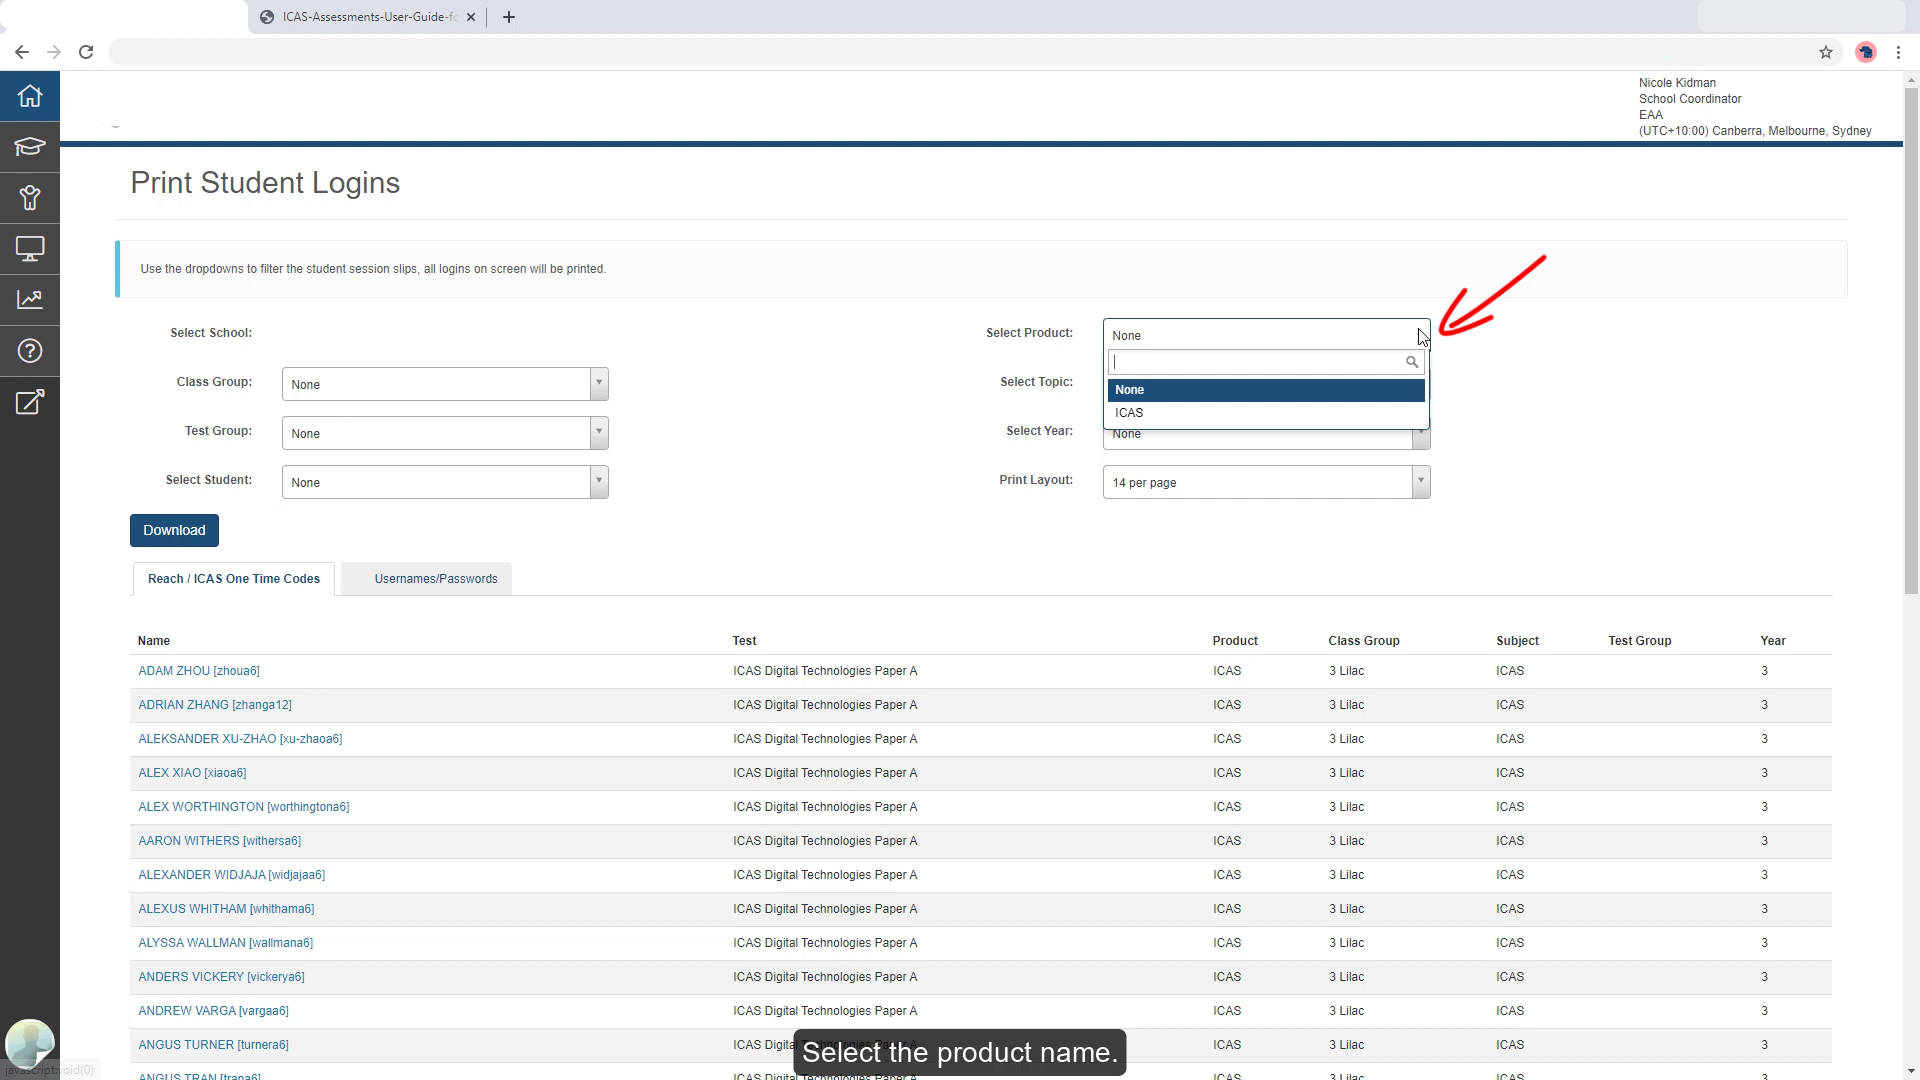 ICAS-Assessments-User-Guide-fo
Nicole Kidman
School Coordinator
EAA
(UTC+10:00) Canberra, Melbourne, Sydney
Print Student Logins
Use the dropdowns to filter the student session slips, all logins on screen will be printed.
Select School:
Select Product: None
None
ICAS
Class Group: None
Select Topic:
Test Group: None
Select Year: None
Select Student: None
Print Layout: 14 per page
Download
Reach / ICAS One Time Codes Usernames/Passwords
Name Test Product Class Group Subject Test Group Year
ADAM ZHOU [zhoua6] ICAS Digital Technologies Paper A ICAS 3 Lilac ICAS 3
ADRIAN ZHANG [zhanga12] ICAS Digital Technologies Paper A ICAS 3 Lilac ICAS 3
ALEKSANDER XU-ZHAO [xu-zhaoa6] ICAS Digital Technologies Paper A ICAS 3 Lilac ICAS 3
ALEX XIAO [xiaoa6] ICAS Digital Technologies Paper A ICAS 3 Lilac ICAS 3
ALEX WORTHINGTON [worthingtona6] ICAS Digital Technologies Paper A ICAS 3 Lilac ICAS 3
AARON WITHERS [withersa6] ICAS Digital Technologies Paper A ICAS 3 Lilac ICAS 3
ALEXANDER WIDJAJA [widjajaa6] ICAS Digital Technologies Paper A ICAS 3 Lilac ICAS 3
ALEXUS WHITHAM [whithama6] ICAS Digital Technologies Paper A ICAS 3 Lilac ICAS 3
ALYSSA WALLMAN [wallmana6] ICAS Digital Technologies Paper A ICAS 3 Lilac ICAS 3
ANDERS VICKERY [vickerya6] ICAS Digital Technologies Paper A ICAS 3 Lilac ICAS 3
ANDREW VARGA [vargaa6] ICAS Digital Technologies Paper A ICAS 3 Lilac ICAS 3
ANGUS TURNER [turnera6] ICAS Digita ICAS 3 Lilac ICAS 3
Select the product name.
javascript:void(0)
ANGUS TRAN [trana6] ICAS Digital Technologies Paper A ICAS 3 Lilac ICAS 3